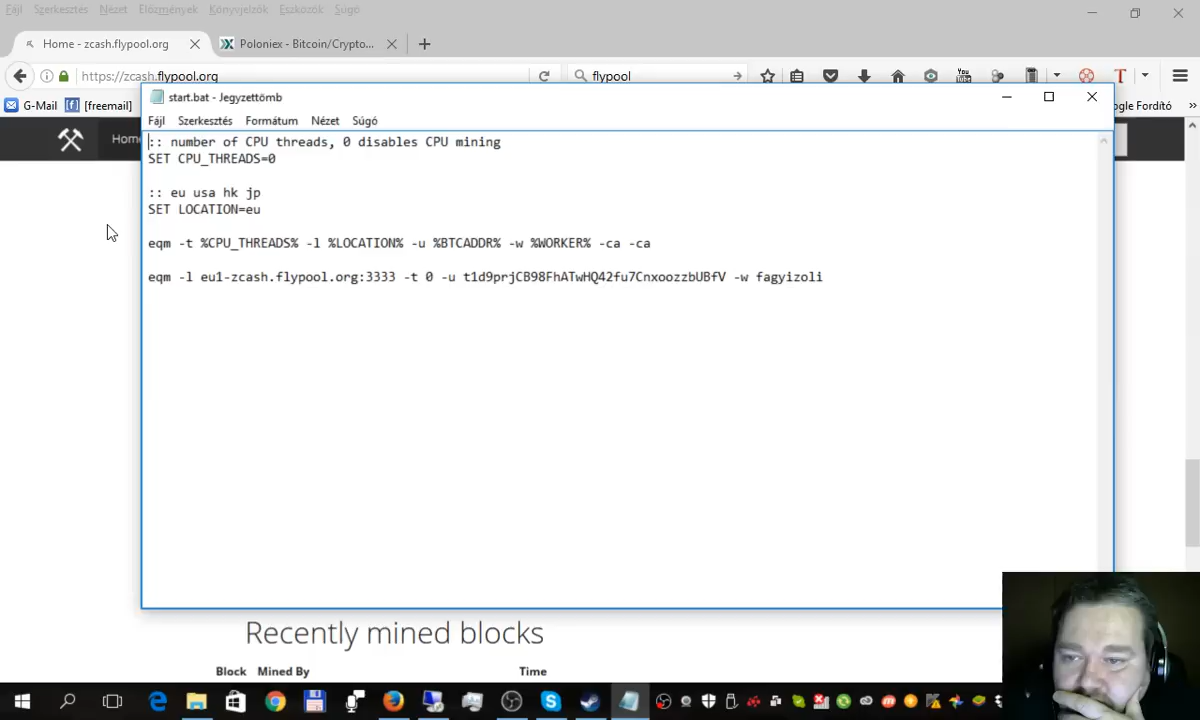 Fájl Szerkesztés Nézet Előzmények Könyvjelzők Eszközök Súgó
Home - zcash.flypool.org
Poloniex - Bitcoin/Crypto...
https://zcash.flypool.org
flypool
G-Mail [freemail]
ogle Fordító
Hom
start.bat - Jegyzettömb
Fájl Szerkesztés Formátum Nézet Súgó
:: number of CPU threads, 0 disables CPU mining
SET CPU_THREADS=0
:: eu usa hk jp
SET LOCATION=eu
eqm -t %CPU_THREADS% -l %LOCATION% -u %BTCADDR% -w %WORKER% -ca -ca
eqm -l eu1-zcash.flypool.org:3333 -t 0 -u t1d9prjCB98FhATwHQ42fu7CnxoozzbUBfV -w fagyizoli
Recently mined blocks
Block Mined By Time